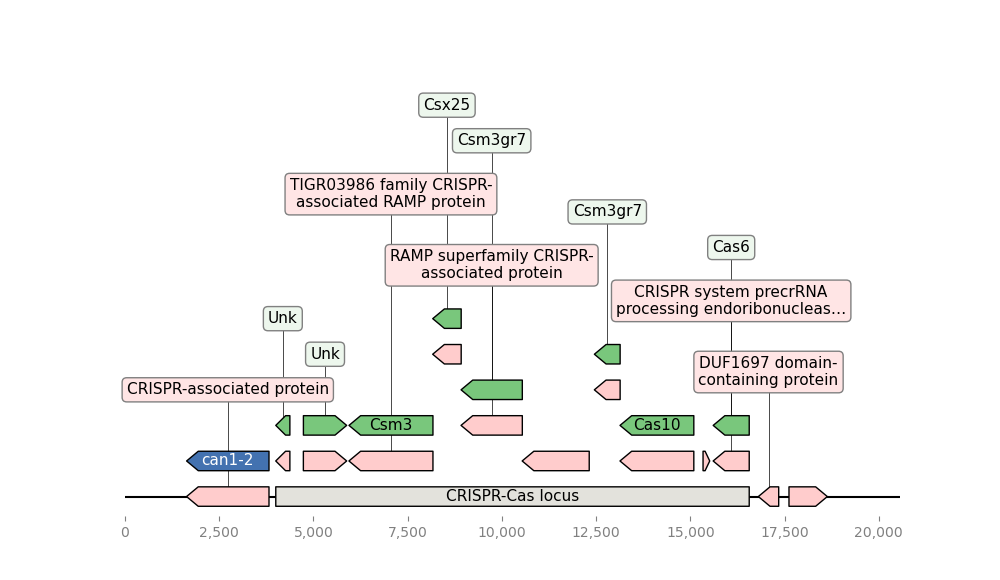 Csx25
Csm3gr7
TIGR03986 family CRISPR-
associated RAMP protein
Csm3gr7
Cas6
RAMP superfamily CRISPR-
associated protein
CRISPR system precrRNA
processing endoribonucleas…
Unk
Unk
DUF1697 domain-
containing protein
CRISPR-associated protein
Csm3
Cas10
can1-2
CRISPR-Cas locus
0
2,500
5,000
7,500
10,000
12,500
15,000
17,500
20,000